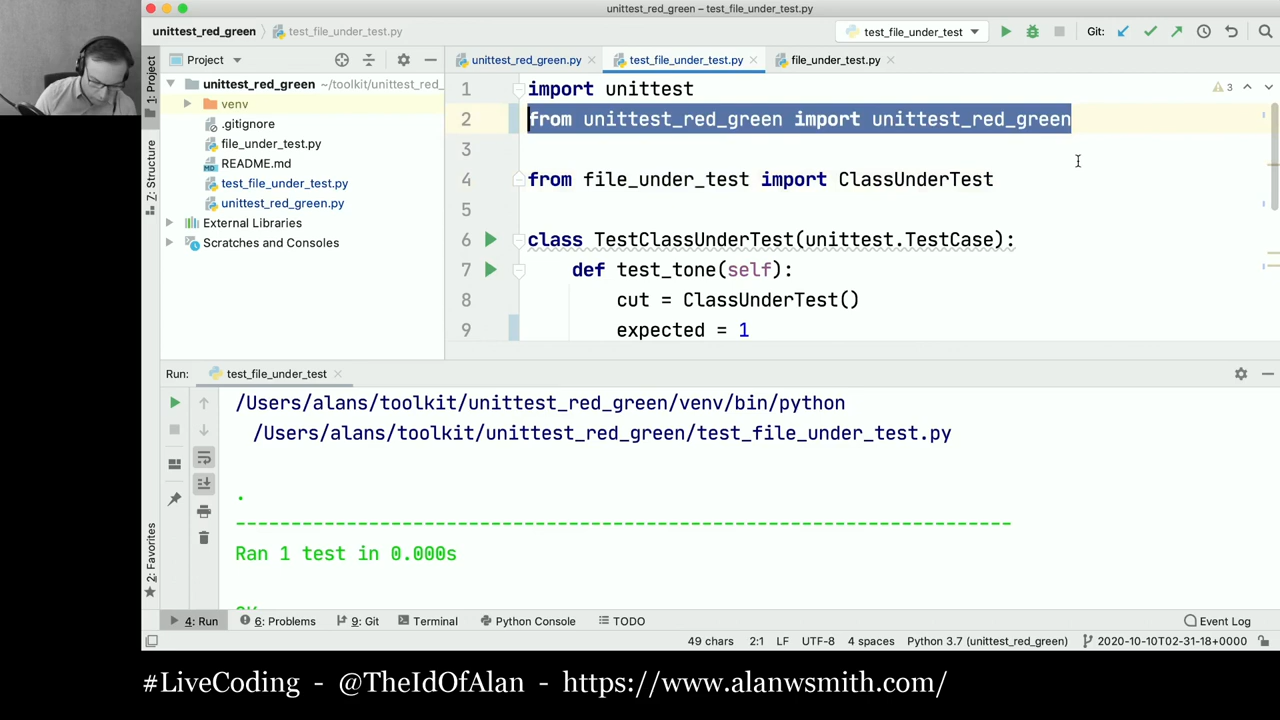 unittest_red_green – test_file_under_test.py
unittest_red_green
test_file_under_test.py
test_file_under_test
Git:
1: Project
Z: Structure
2: Favorites
Project
unittest_red_green ~/toolkit/unittest_red_
venv
.gitignore
file_under_test.py
README.md
test_file_under_test.py
unittest_red_green.py
External Libraries
Scratches and Consoles
unittest_red_green.py
test_file_under_test.py
file_under_test.py
3
1 import unittest
2 from unittest_red_green import unittest_red_green
3
4 from file_under_test import ClassUnderTest
5
6 class TestClassUnderTest(unittest.TestCase):
7 def test_tone(self):
8 cut = ClassUnderTest()
9 expected = 1
Run: test_file_under_test
/Users/alans/toolkit/unittest_red_green/venv/bin/python
/Users/alans/toolkit/unittest_red_green/test_file_under_test.py
.
----------------------------------------------------------------------
Ran 1 test in 0.000s
4: Run
6: Problems
9: Git
Terminal
Python Console
TODO
Event Log
49 chars 2:1 LF UTF-8 4 spaces Python 3.7 (unittest_red_green) 2020-10-10T02-31-18+0000
#LiveCoding - @TheIdOfAlan - https://www.alanwsmith.com/